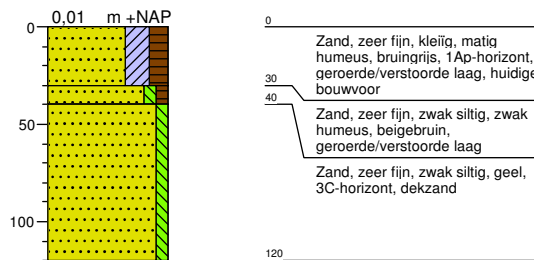 0,01 m +NAP
0
50
100
0
Zand, zeer fijn, kleiïg, matig
humeus, bruingrijs, 1Ap-horizont,
geroerde/verstoorde laag, huidige
bouwvoor
30
40
Zand, zeer fijn, zwak siltig, zwak
humeus, beigebruin,
geroerde/verstoorde laag
Zand, zeer fijn, zwak siltig, geel,
3C-horizont, dekzand
120